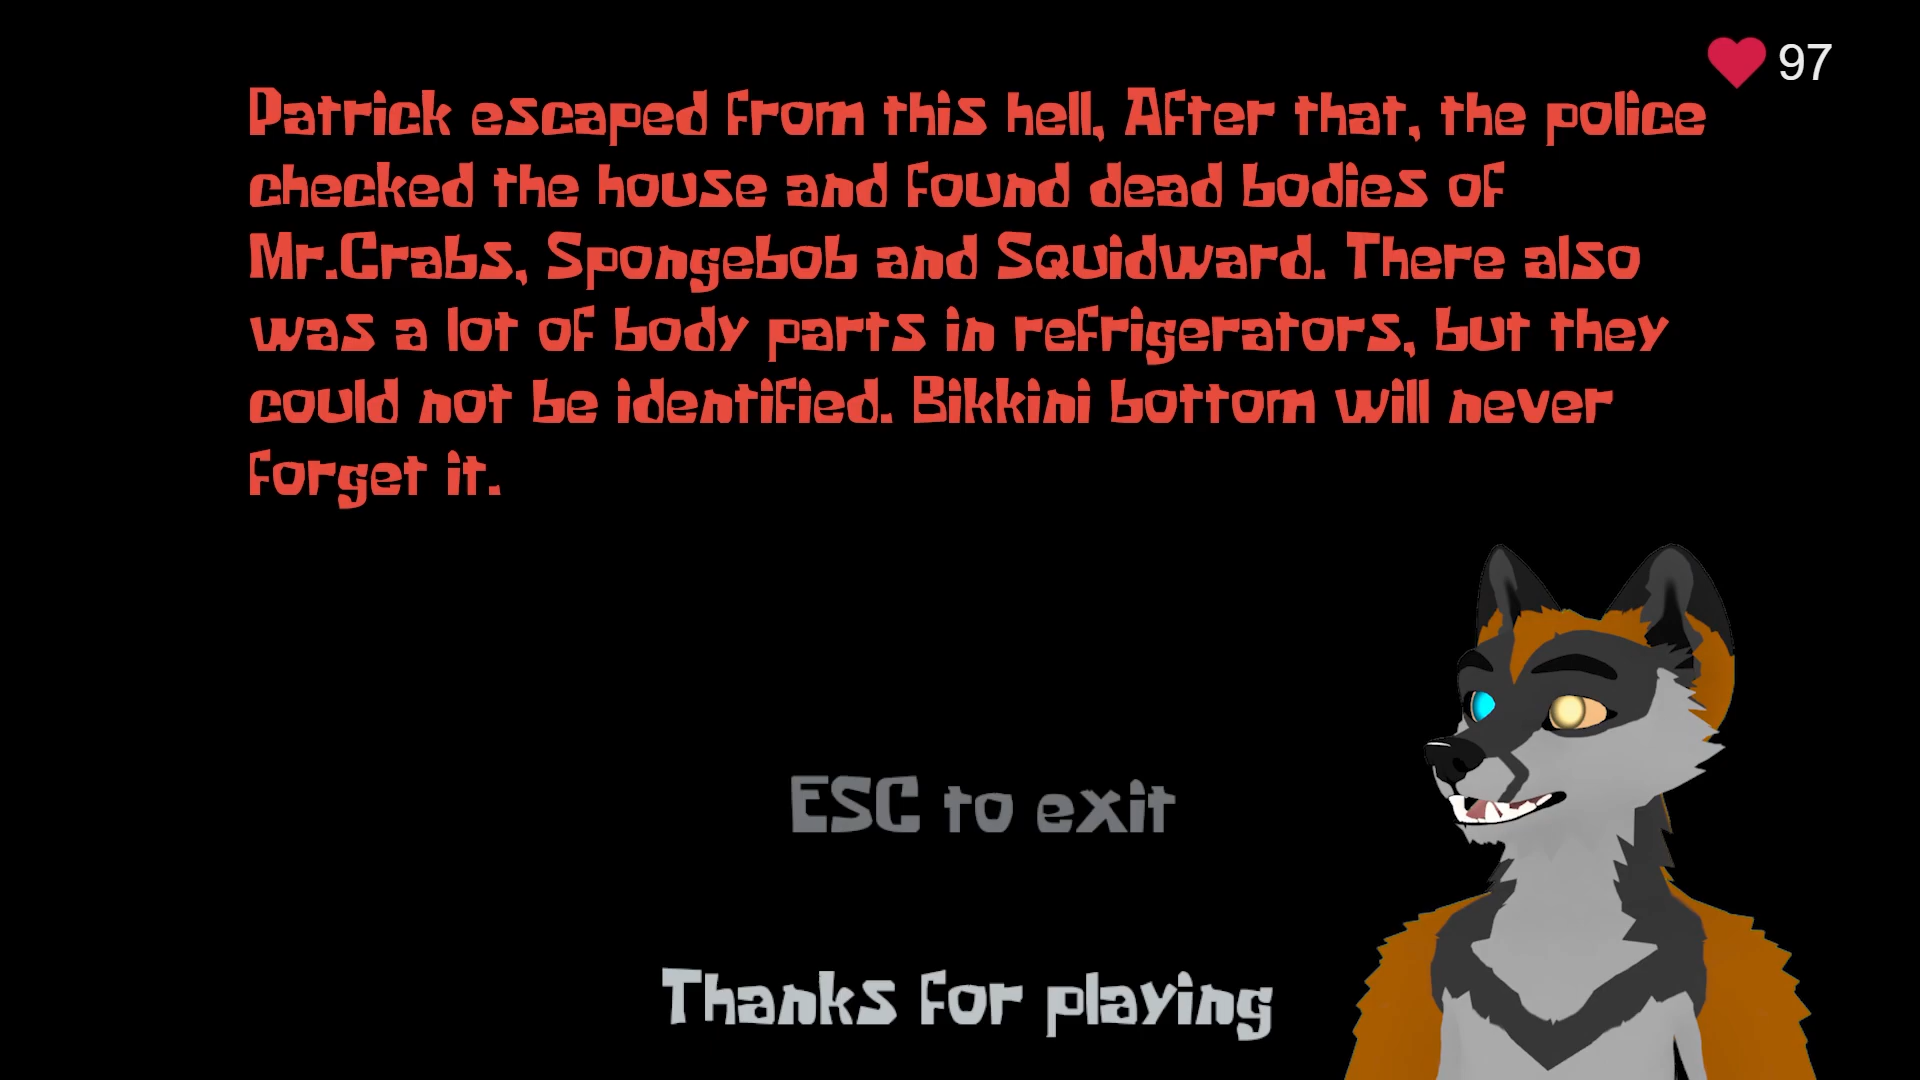 97
Patrick escaped from this hell, After that, the police
checked the house and found dead bodies of
Mr.Crabs, Spongebob and Squidward. There also
was a lot of body parts in refrigerators, but they
could not be identified. Bikkini bottom will never
forget it.
ESC to exit
Thanks for playing